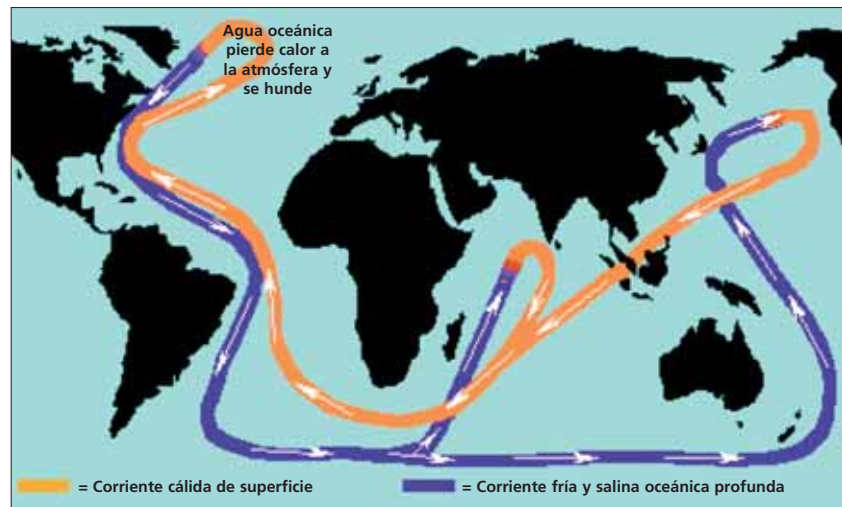 Agua oceánica
pierde calor a
la atmósfera y
se hunde
= Corriente cálida de superficie
= Corriente fría y salina oceánica profunda